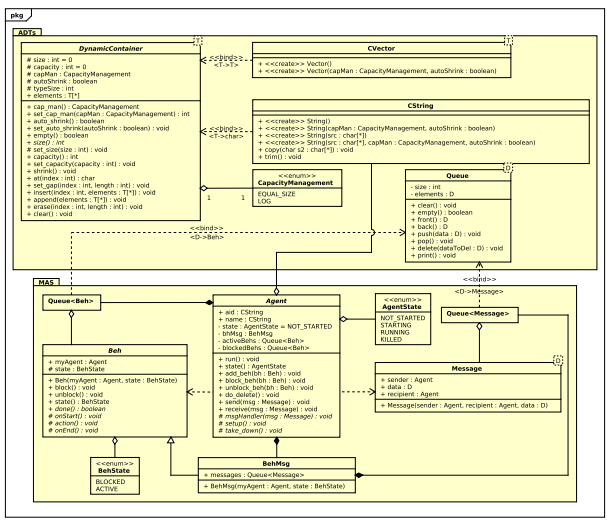 pkg
ADTs
DynamicContainer
T
# size : int = 0
# capacity : int = 0
# capMan : CapacityManagement
# autoShrink : boolean
# typeSize : int
+ elements : T[*]
+ cap_man() : CapacityManagement
+ set_cap_man(capMan : CapacityManagement) : int
+ auto_shrink() : boolean
+ set_auto_shrink(autoShrink : boolean) : void
+ empty() : boolean
+ size() : int
# set_size(size : int) : void
+ capacity() : int
+ set_capacity(capacity : int) : void
+ shrink() : void
+ at(index : int) : char
+ set_gap(index : int, length : int) : void
+ insert(index : int, elements : T[*]) : void
+ append(elements : T[*]) : void
+ erase(index : int, length : int) : void
+ clear() : void
<<bind>>
<T->T>
CVector
T
+ <<create>> Vector()
+ <<create>> Vector(capMan : CapacityManagement, autoShrink : boolean)
<<bind>>
<T->char>
CString
+ <<create>> String()
+ <<create>> String(capMan : CapacityManagement, autoShrink : boolean)
+ <<create>> String(src : char[*])
+ <<create>> String(src : char[*], capMan : CapacityManagement, autoShrink : boolean)
+ copy(char s2 : char[*]) : void
+ trim() : void
1
1
<<enum>>
CapacityManagement
EQUAL_SIZE
LOG
Queue
D
- size : int
- elements : D
+ clear() : void
+ empty() : boolean
+ front() : D
+ back() : D
+ push(data : D) : void
+ pop() : void
+ delete(dataToDel : D) : void
+ print() : void
<<bind>>
<D->Beh>
<<bind>>
<D->Message>
MAS
Queue<Beh>
Agent
+ aid : CString
+ name : CString
- state : AgentState = NOT_STARTED
- bhMsg : BehMsg
- activeBehs : Queue<Beh>
- blockedBehs : Queue<Beh>
+ run() : void
+ state() : AgentState
+ add_beh(bh : Beh) : void
+ block_beh(bh : Beh) : void
+ unblock_beh(bh : Beh) : void
+ do_delete() : void
+ send(msg : Message) : void
+ receive(msg : Message) : void
# msgHandler(msg : Message) : void
# setup() : void
# take_down() : void
<<enum>>
AgentState
NOT_STARTED
STARTING
RUNNING
KILLED
Queue<Message>
Beh
+ myAgent : Agent
# state : BehState
+ Beh(myAgent : Agent, state : BehState)
+ block() : void
+ unblock() : void
+ state() : BehState
+ done() : boolean
# onStart() : void
# action() : void
# onEnd() : void
Message
D
+ sender : Agent
+ data : D
+ recipient : Agent
+ Message(sender : Agent, recipient : Agent, data : D)
<<enum>>
BehState
BLOCKED
ACTIVE
BehMsg
+ messages : Queue<Message>
+ BehMsg(myAgent : Agent, state : BehState)